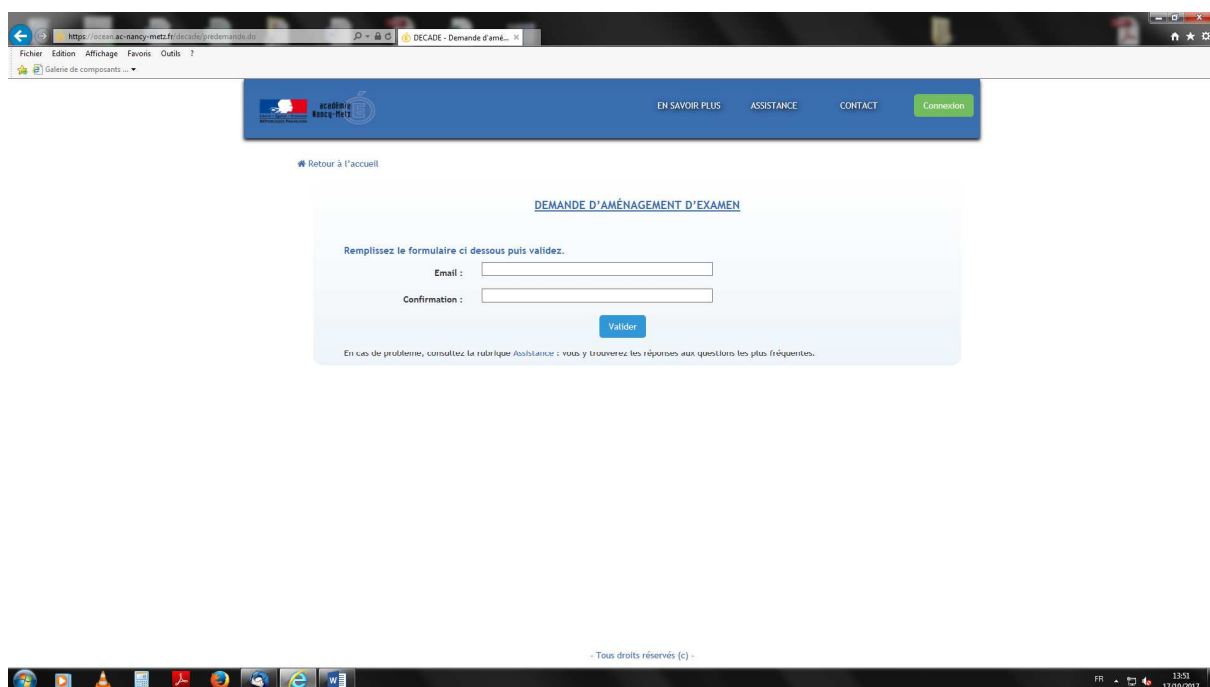 https://ocean.ac-nancy-metz.fr/decade/predemande.do
DECADE - Demande d'amé...
Fichier Edition Affichage Favoris Outils ?
Galerie de composants ...
académie Nancy-Metz
EN SAVOIR PLUS ASSISTANCE CONTACT Connexion
Retour à l'accueil
DEMANDE D'AMÉNAGEMENT D'EXAMEN
Remplissez le formulaire ci dessous puis validez.
Email :
Confirmation :
Valider
En cas de problème, consultez la rubrique Assistance : vous y trouverez les réponses aux questions les plus fréquentes.
- Tous droits réservés (c) -
FR 13:51
17/10/2017